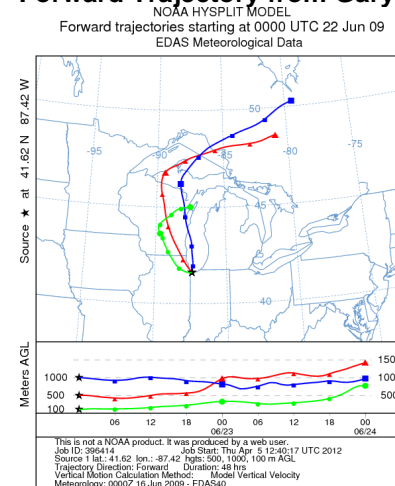 Forward Trajectory from Gary
NOAA HYSPLIT MODEL
Forward trajectories starting at 0000 UTC 22 Jun 09
EDAS Meteorological Data
Source ★ at 41.62 N 87.42 W
50
-95
-90
-85
-80
-75
45
40
Meters AGL
1000
500
100
1500
1000
500
06 12 18 00 06 12 18 00
06/23 06/24
This is not a NOAA product. It was produced by a web user.
Job ID: 396414 Job Start: Thu Apr 5 12:40:17 UTC 2012
Source 1 lat.: 41.62 lon.: -87.42 hgts: 500, 1000, 100 m AGL
Trajectory Direction: Forward Duration: 48 hrs
Vertical Motion Calculation Method: Model Vertical Velocity
Meteorology: 0000Z 16 Jun 2009 - EDAS40